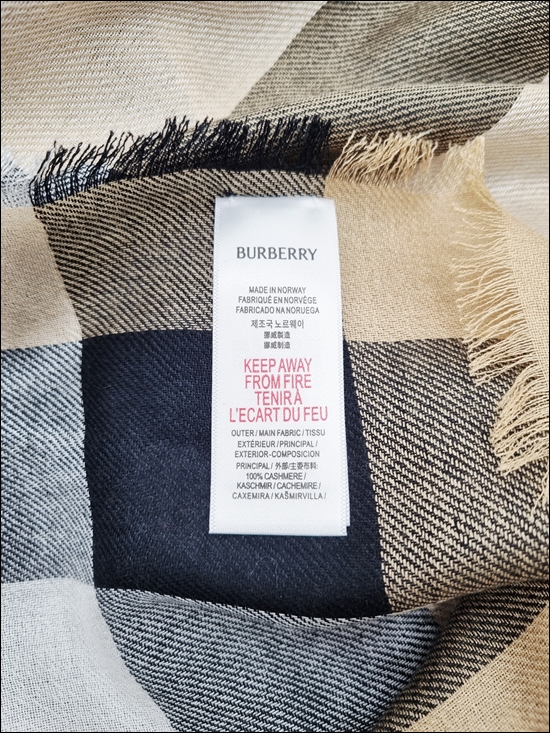 BURBERRY
MADE IN NORWAY
FABRIQUÉ EN NORVÈGE
FABRICADO NA NORUEGA
제조국 노르웨이
挪威製造
挪威制造
KEEP AWAY
FROM FIRE
TENIR À
L'ECART DU FEU
OUTER / MAIN FABRIC / TISSU
EXTÉRIEUR / PRINCIPAL /
EXTERIOR-COMPOSITION
PRINCIPAL / 外部/主要布料:
100% CASHMERE /
KASCHMIR / CACHEMIRE /
CAXEMIRA / KAŠMIRVILLA /